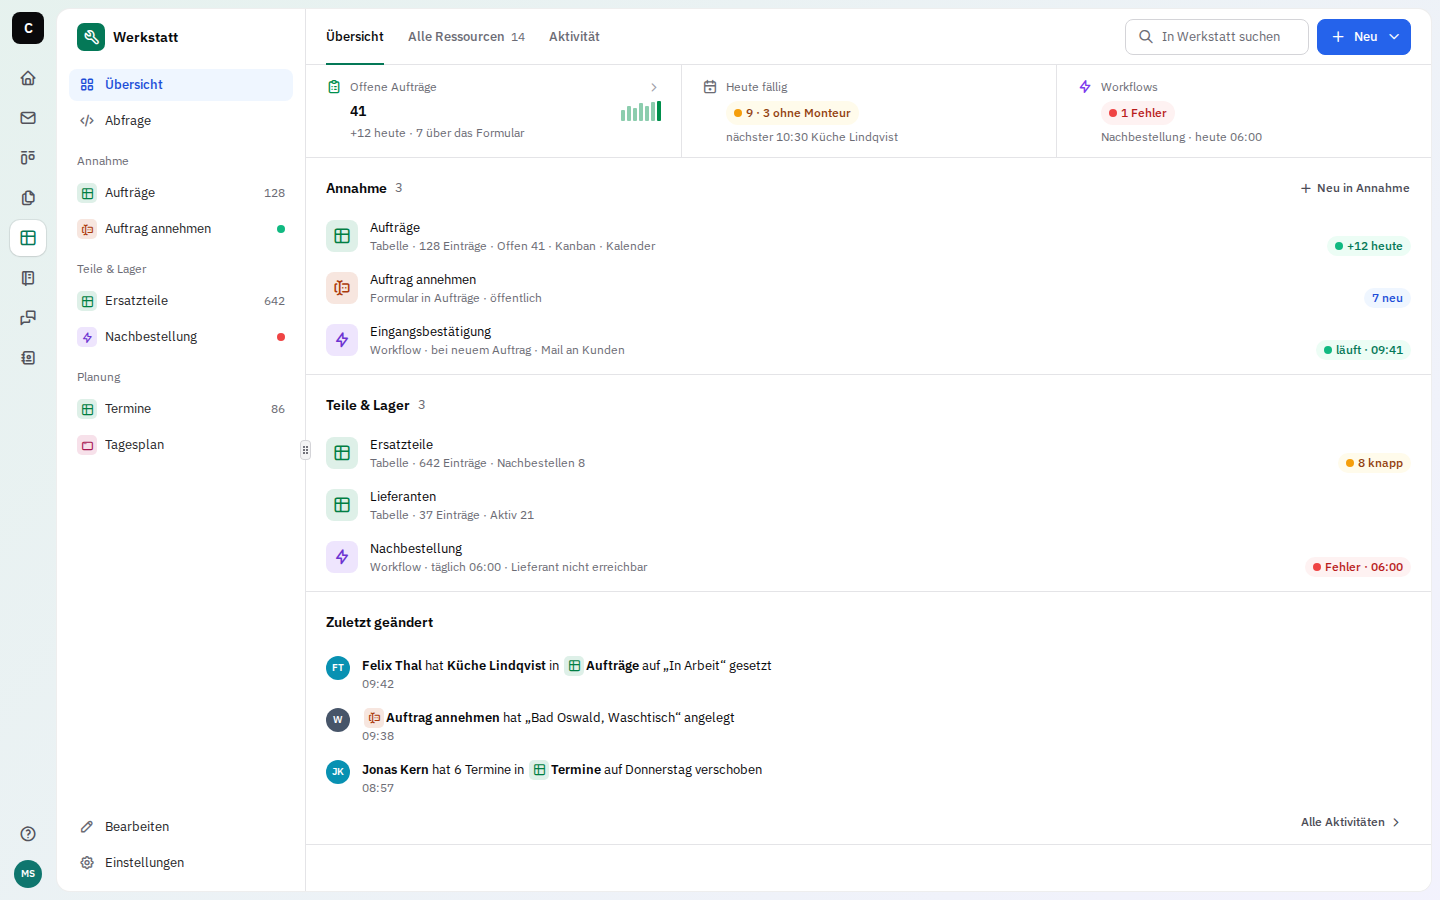 C
Werkstatt
Übersicht
Abfrage
Annahme
Aufträge 128
Auftrag annehmen
Teile & Lager
Ersatzteile 642
Nachbestellung
Planung
Termine 86
Tagesplan
Bearbeiten
Einstellungen
MS
Übersicht Alle Ressourcen 14 Aktivität
In Werkstatt suchen
Neu
Offene Aufträge
41
+12 heute · 7 über das Formular
Heute fällig
9 · 3 ohne Monteur
nächster 10:30 Küche Lindqvist
Workflows
1 Fehler
Nachbestellung · heute 06:00
Annahme 3
Neu in Annahme
Aufträge
Tabelle · 128 Einträge · Offen 41 · Kanban · Kalender
+12 heute
Auftrag annehmen
Formular in Aufträge · öffentlich
7 neu
Eingangsbestätigung
Workflow · bei neuem Auftrag · Mail an Kunden
läuft · 09:41
Teile & Lager 3
Ersatzteile
Tabelle · 642 Einträge · Nachbestellen 8
8 knapp
Lieferanten
Tabelle · 37 Einträge · Aktiv 21
Nachbestellung
Workflow · täglich 06:00 · Lieferant nicht erreichbar
Fehler · 06:00
Zuletzt geändert
FT
Felix Thal hat Küche Lindqvist in Aufträge auf „In Arbeit“ gesetzt
09:42
W
Auftrag annehmen hat „Bad Oswald, Waschtisch“ angelegt
09:38
JK
Jonas Kern hat 6 Termine in Termine auf Donnerstag verschoben
08:57
Alle Aktivitäten